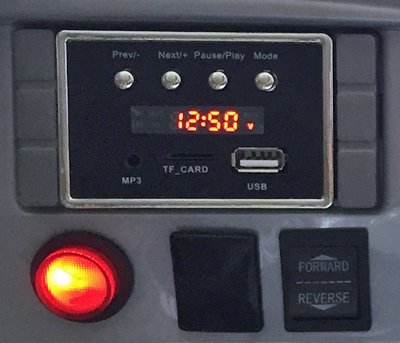 Prev/- Next/+ Pause/Play Mode
12:50 v
MP3 TF_CARD USB
FORWARD
REVERSE